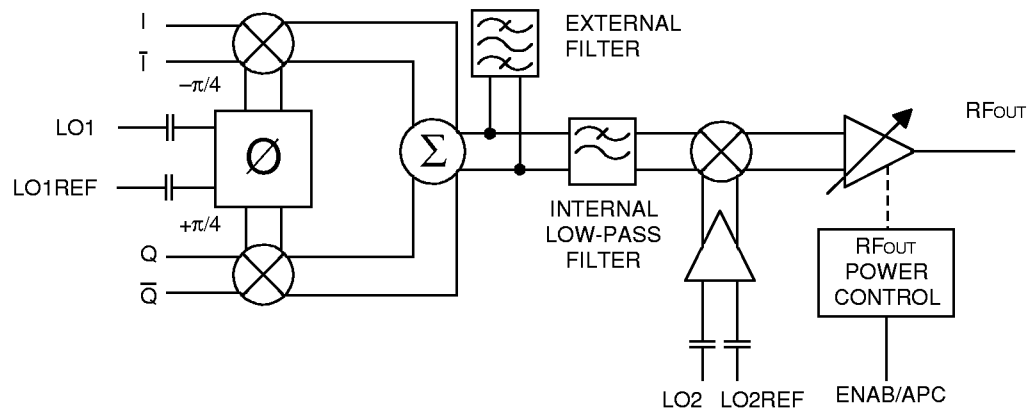 I
EXTERNAL
FILTER
Ī
−π/4
LO1
Ø
Σ
RFOUT
LO1REF
+π/4
INTERNAL
LOW-PASS
FILTER
Q
Q̅
RFOUT
POWER
CONTROL
LO2
LO2REF
ENAB/APC